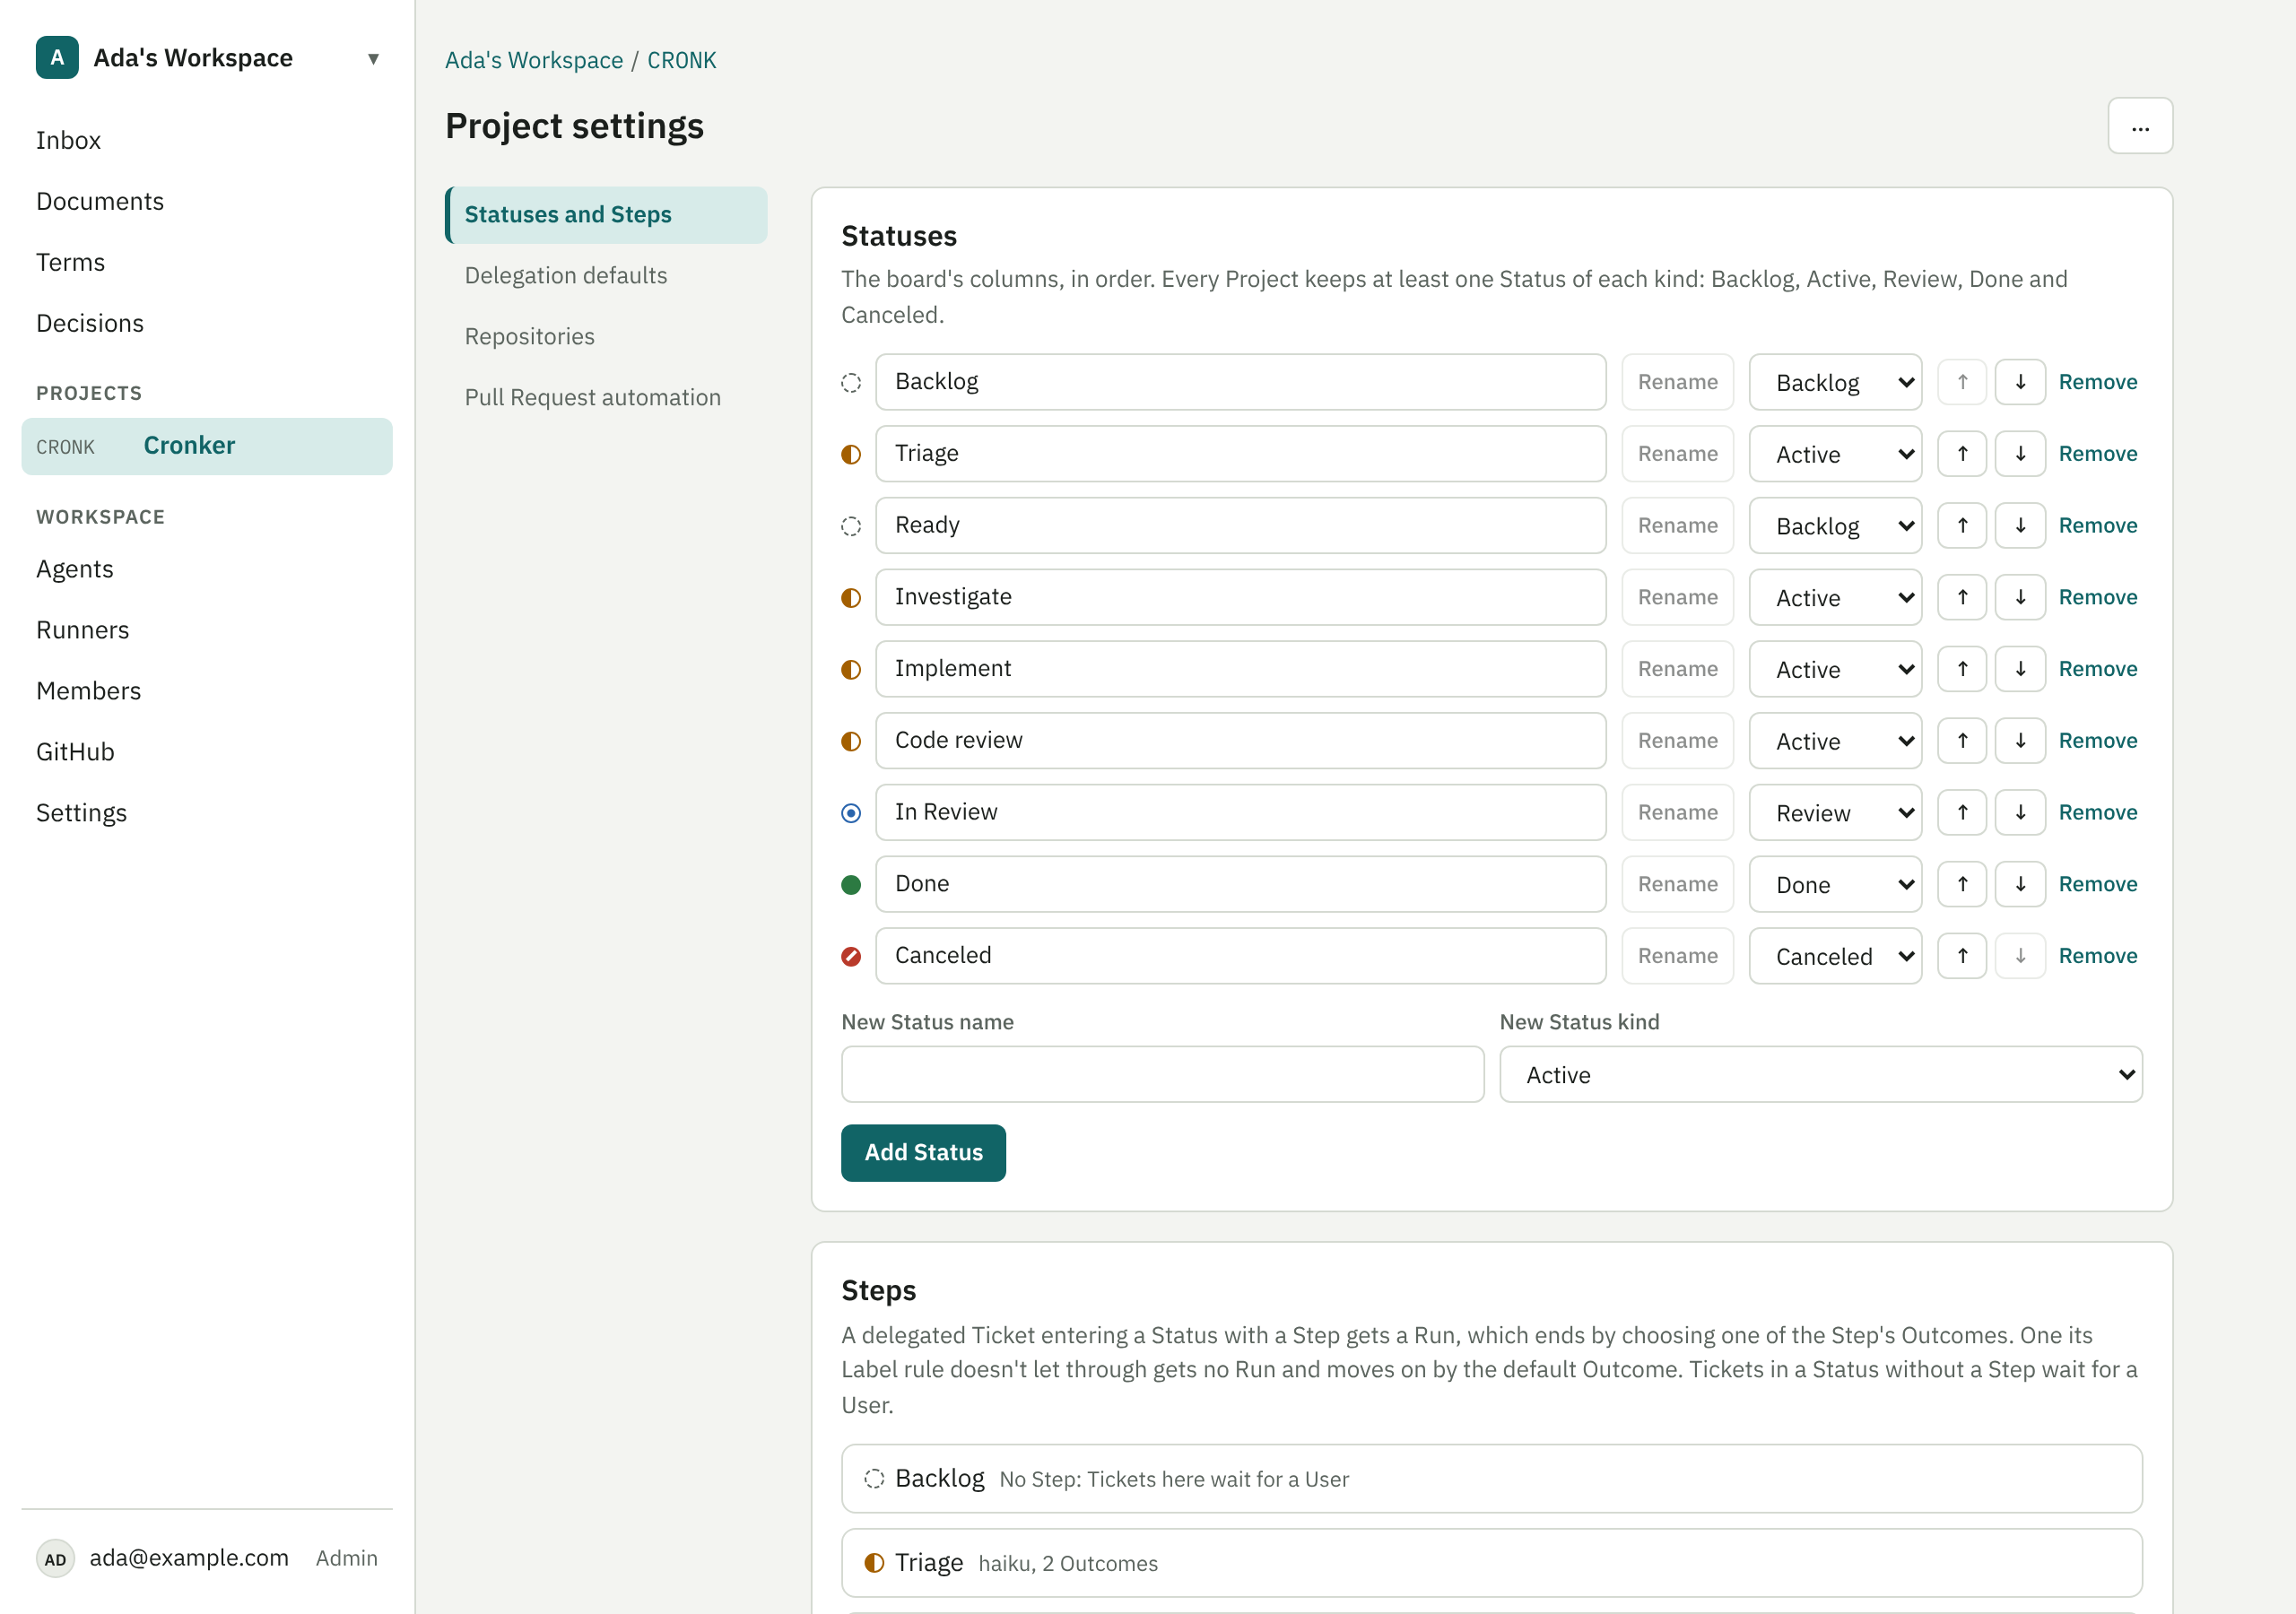 A Ada's Workspace ▼
Inbox
Documents
Terms
Decisions
PROJECTS
CRONK Cronker
WORKSPACE
Agents
Runners
Members
GitHub
Settings
AD ada@example.com Admin
Ada's Workspace / CRONK
Project settings
...
Statuses and Steps
Delegation defaults
Repositories
Pull Request automation
Statuses
The board's columns, in order. Every Project keeps at least one Status of each kind: Backlog, Active, Review, Done and
Canceled.
Backlog Rename Backlog ↑ ↓ Remove
Triage Rename Active ↑ ↓ Remove
Ready Rename Backlog ↑ ↓ Remove
Investigate Rename Active ↑ ↓ Remove
Implement Rename Active ↑ ↓ Remove
Code review Rename Active ↑ ↓ Remove
In Review Rename Review ↑ ↓ Remove
Done Rename Done ↑ ↓ Remove
Canceled Rename Canceled ↑ ↓ Remove
New Status name New Status kind
Active
Add Status
Steps
A delegated Ticket entering a Status with a Step gets a Run, which ends by choosing one of the Step's Outcomes. One its
Label rule doesn't let through gets no Run and moves on by the default Outcome. Tickets in a Status without a Step wait for a
User.
Backlog No Step: Tickets here wait for a User
Triage haiku, 2 Outcomes